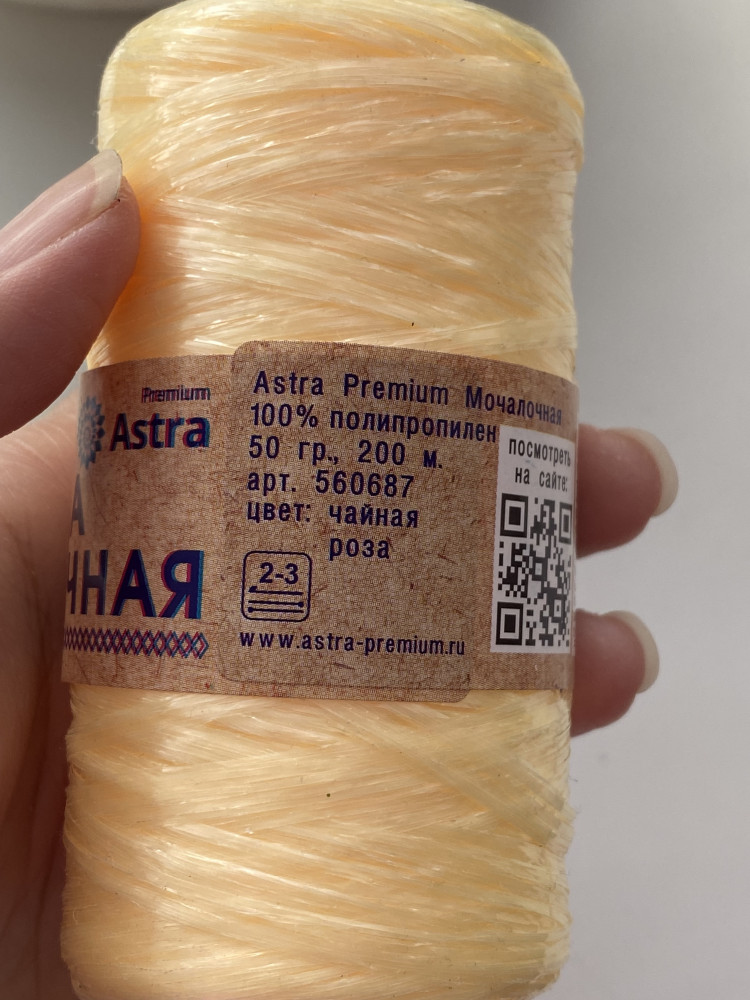 Premium
Astra
ЧНАЯ
Astra Premium Мочалочная
100% полипропилен
50 гр., 200 м.
арт. 560687
цвет: чайная
роза
2-3
www.astra-premium.ru
посмотреть
на сайте: